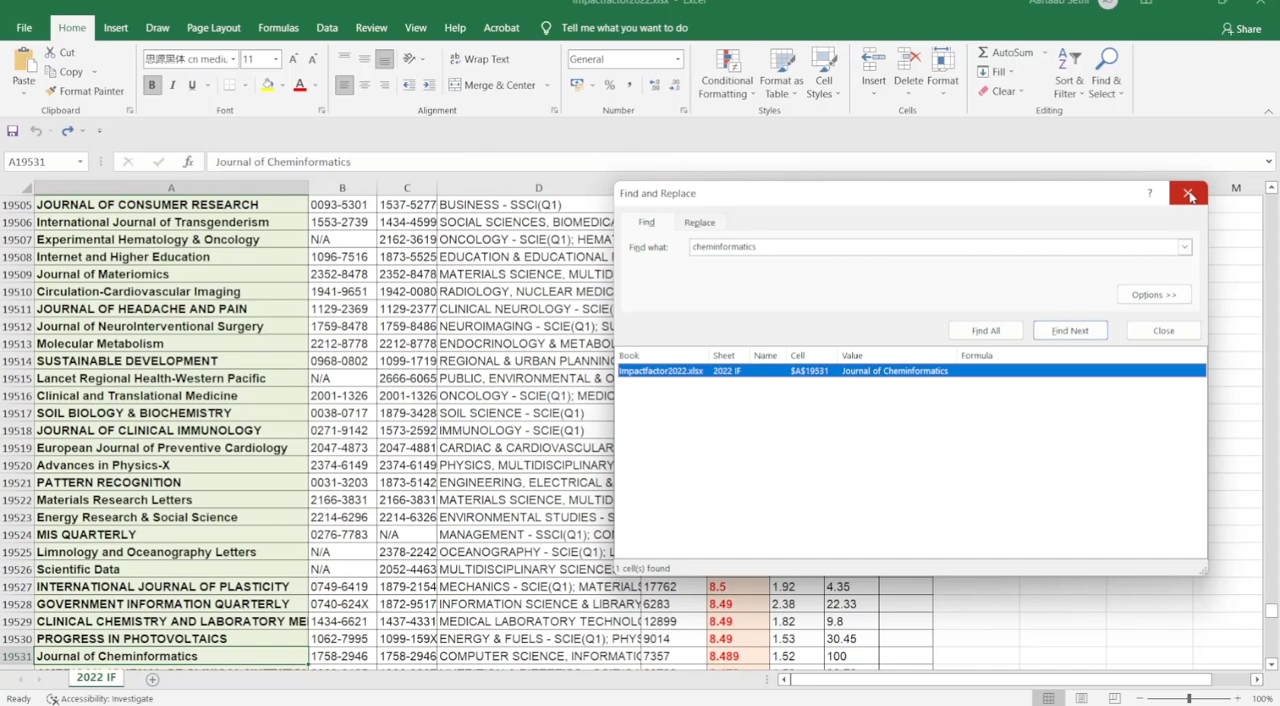 Impactfactor2022.xlsx - Excel
Aartaab Sethi
File Home Insert Draw Page Layout Formulas Data Review View Help Acrobat Tell me what you want to do Share
Cut
Copy
Format Painter
Paste
Clipboard
思源黑体 cn medic 11
B I U
Font
Wrap Text
Merge & Center
Alignment
General
Number
Conditional Formatting
Format as Table
Cell Styles
Styles
Insert Delete Format
Cells
AutoSum
Fill
Clear
Sort & Filter
Find & Select
Editing
A19531 fx Journal of Cheminformatics
A B C D M
19505 JOURNAL OF CONSUMER RESEARCH 0093-5301 1537-5277 BUSINESS - SSCI(Q1)
19506 International Journal of Transgenderism 1553-2739 1434-4599 SOCIAL SCIENCES, BIOMEDICA
19507 Experimental Hematology & Oncology N/A 2162-3619 ONCOLOGY - SCIE(Q1); HEMA
19508 Internet and Higher Education 1096-7516 1873-5525 EDUCATION & EDUCATIONAL
19509 Journal of Materiomics 2352-8478 2352-8478 MATERIALS SCIENCE, MULTID
19510 Circulation-Cardiovascular Imaging 1941-9651 1942-0080 RADIOLOGY, NUCLEAR MEDIC
19511 JOURNAL OF HEADACHE AND PAIN 1129-2369 1129-2377 CLINICAL NEUROLOGY - SCIE(
19512 Journal of NeuroInterventional Surgery 1759-8478 1759-8486 NEUROIMAGING - SCIE(Q1); SU
19513 Molecular Metabolism 2212-8778 2212-8778 ENDOCRINOLOGY & METABOL
19514 SUSTAINABLE DEVELOPMENT 0968-0802 1099-1719 REGIONAL & URBAN PLANNING
19515 Lancet Regional Health-Western Pacific N/A 2666-6065 PUBLIC, ENVIRONMENTAL & O
19516 Clinical and Translational Medicine N/A 2001-1326 ONCOLOGY - SCIE(Q1); MEDIC
19517 SOIL BIOLOGY & BIOCHEMISTRY 0038-0717 1879-3428 SOIL SCIENCE - SCIE(Q1)
19518 JOURNAL OF CLINICAL IMMUNOLOGY 0271-9142 1573-2592 IMMUNOLOGY - SCIE(Q1)
19519 European Journal of Preventive Cardiology 2047-4873 2047-4881 CARDIAC & CARDIOVASCULAR
19520 Advances in Physics-X 2374-6149 2374-6149 PHYSICS, MULTIDISCIPLINARY
19521 PATTERN RECOGNITION 0031-3203 1873-5142 ENGINEERING, ELECTRICAL &
19522 Materials Research Letters 2166-3831 2166-3831 MATERIALS SCIENCE, MULTID
19523 Energy Research & Social Science 2214-6296 2214-6326 ENVIRONMENTAL STUDIES - S
19524 MIS QUARTERLY 0276-7783 N/A MANAGEMENT - SSCI(Q1); COM
19525 Limnology and Oceanography Letters N/A 2378-2242 OCEANOGRAPHY - SCIE(Q1); L
19526 Scientific Data N/A 2052-4463 MULTIDISCIPLINARY SCIENCE
19527 INTERNATIONAL JOURNAL OF PLASTICITY 0749-6419 1879-2154 MECHANICS - SCIE(Q1); MATERIALS 17762 8.5 1.92 4.35
19528 GOVERNMENT INFORMATION QUARTERLY 0740-624X 1872-9517 INFORMATION SCIENCE & LIBRARY 6283 8.49 2.38 22.33
19529 CLINICAL CHEMISTRY AND LABORATORY ME 1434-6621 1437-4331 MEDICAL LABORATORY TECHNOLO 12899 8.49 1.82 9.8
19530 PROGRESS IN PHOTOVOLTAICS 1062-7995 1099-159X ENERGY & FUELS - SCIE(Q1); PHYS 9014 8.49 1.53 30.45
19531 Journal of Cheminformatics 1758-2946 1758-2946 COMPUTER SCIENCE, INFORMATIO 7357 8.489 1.52 100
Find and Replace ?
Find Replace
Find what: cheminformatics
Options >>
Find All Find Next Close
Book Sheet Name Cell Value Formula
Impactfactor2022.xlsx 2022 IF $A$19531 Journal of Cheminformatics
1 cell(s) found
2022 IF
Ready Accessibility: Investigate 100%